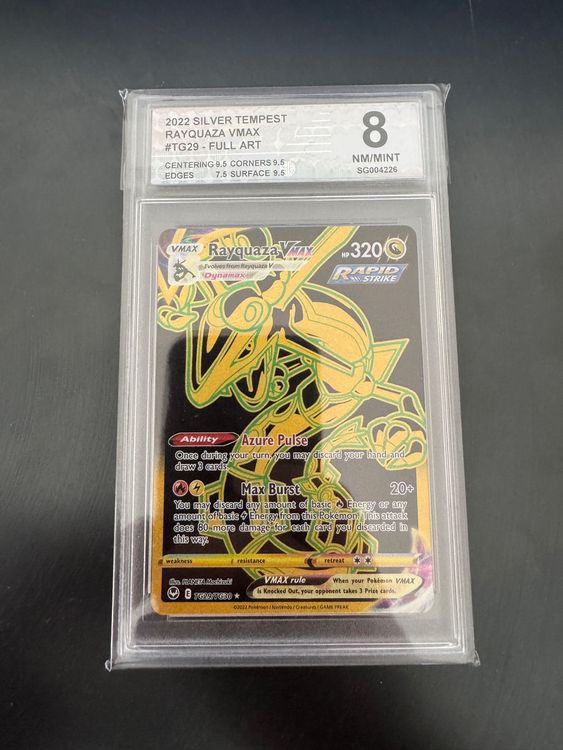 2022 SILVER TEMPEST
RAYQUAZA VMAX
#TG29 - FULL ART
CENTERING 9.5 CORNERS 9.5
EDGES 7.5 SURFACE 9.5
8
NM/MINT
SG004226
VMAX Rayquaza VMAX HP 320
Evolves from Rayquaza V
Dynamax
RAPID
STRIKE
Ability Azure Pulse
Once during your turn, you may discard your hand and
draw 3 cards.
Max Burst 20+
You may discard any amount of basic Energy or any
amount of basic Energy from this Pokémon. This attack
does 80 more damage for each card you discarded in
this way.
weakness resistance retreat
Illus. PLANETA Mochizuki
E TG29/TG30 ★
VMAX rule When your Pokémon VMAX
is Knocked Out, your opponent takes 3 Prize cards.
©2022 Pokémon / Nintendo / Creatures / GAME FREAK